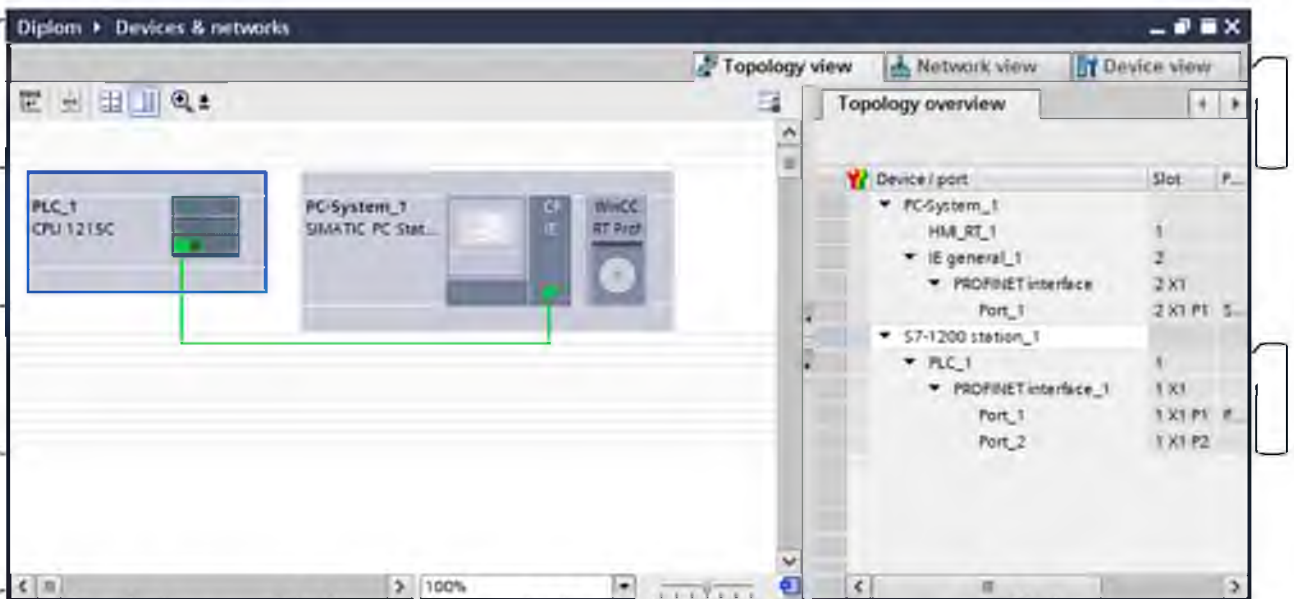 Diplom ▸ Devices & networks
Topology view
Network view
Device view
Topology overview
PLC_1
CPU 1215C
PC-System_1
SIMATIC PC Stat...
CP
IE
WinCC
RT Prof
Device / port Slot P...
PC-System_1
HMI_RT_1 1
IE general_1 2
PROFINET interface 2 X1
Port_1 2 X1 P1 S...
S7-1200 station_1
PLC_1 1
PROFINET interface_1 1 X1
Port_1 1 X1 P1 P...
Port_2 1 X1 P2
100%